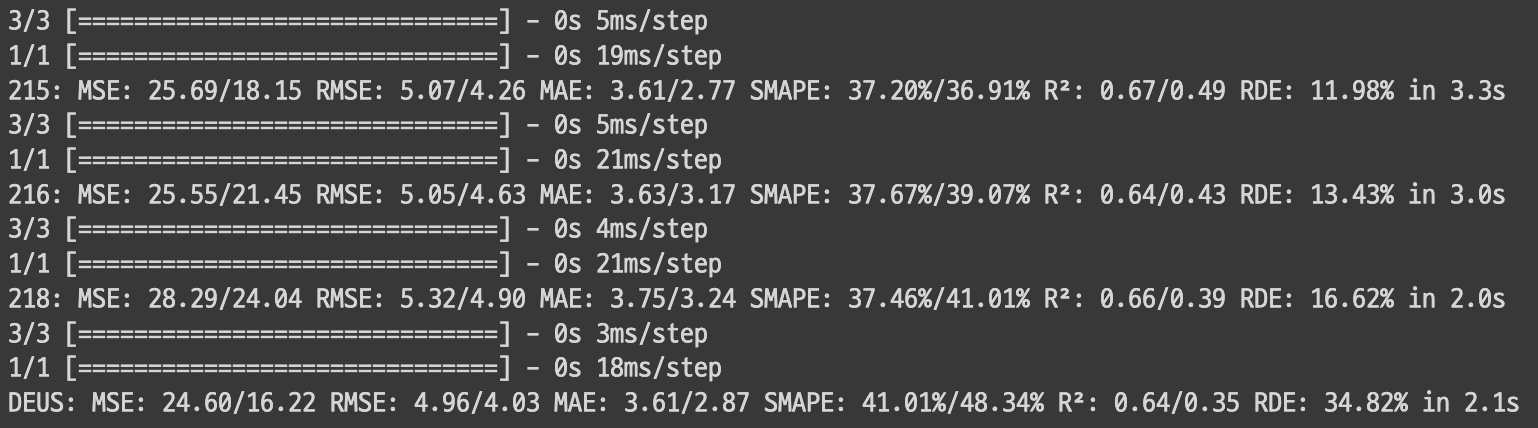 3/3 [==============================] - 0s 5ms/step
1/1 [==============================] - 0s 19ms/step
215: MSE: 25.69/18.15 RMSE: 5.07/4.26 MAE: 3.61/2.77 SMAPE: 37.20%/36.91% R²: 0.67/0.49 RDE: 11.98% in 3.3s
3/3 [==============================] - 0s 5ms/step
1/1 [==============================] - 0s 21ms/step
216: MSE: 25.55/21.45 RMSE: 5.05/4.63 MAE: 3.63/3.17 SMAPE: 37.67%/39.07% R²: 0.64/0.43 RDE: 13.43% in 3.0s
3/3 [==============================] - 0s 4ms/step
1/1 [==============================] - 0s 21ms/step
218: MSE: 28.29/24.04 RMSE: 5.32/4.90 MAE: 3.75/3.24 SMAPE: 37.46%/41.01% R²: 0.66/0.39 RDE: 16.62% in 2.0s
3/3 [==============================] - 0s 3ms/step
1/1 [==============================] - 0s 18ms/step
DEUS: MSE: 24.60/16.22 RMSE: 4.96/4.03 MAE: 3.61/2.87 SMAPE: 41.01%/48.34% R²: 0.64/0.35 RDE: 34.82% in 2.1s